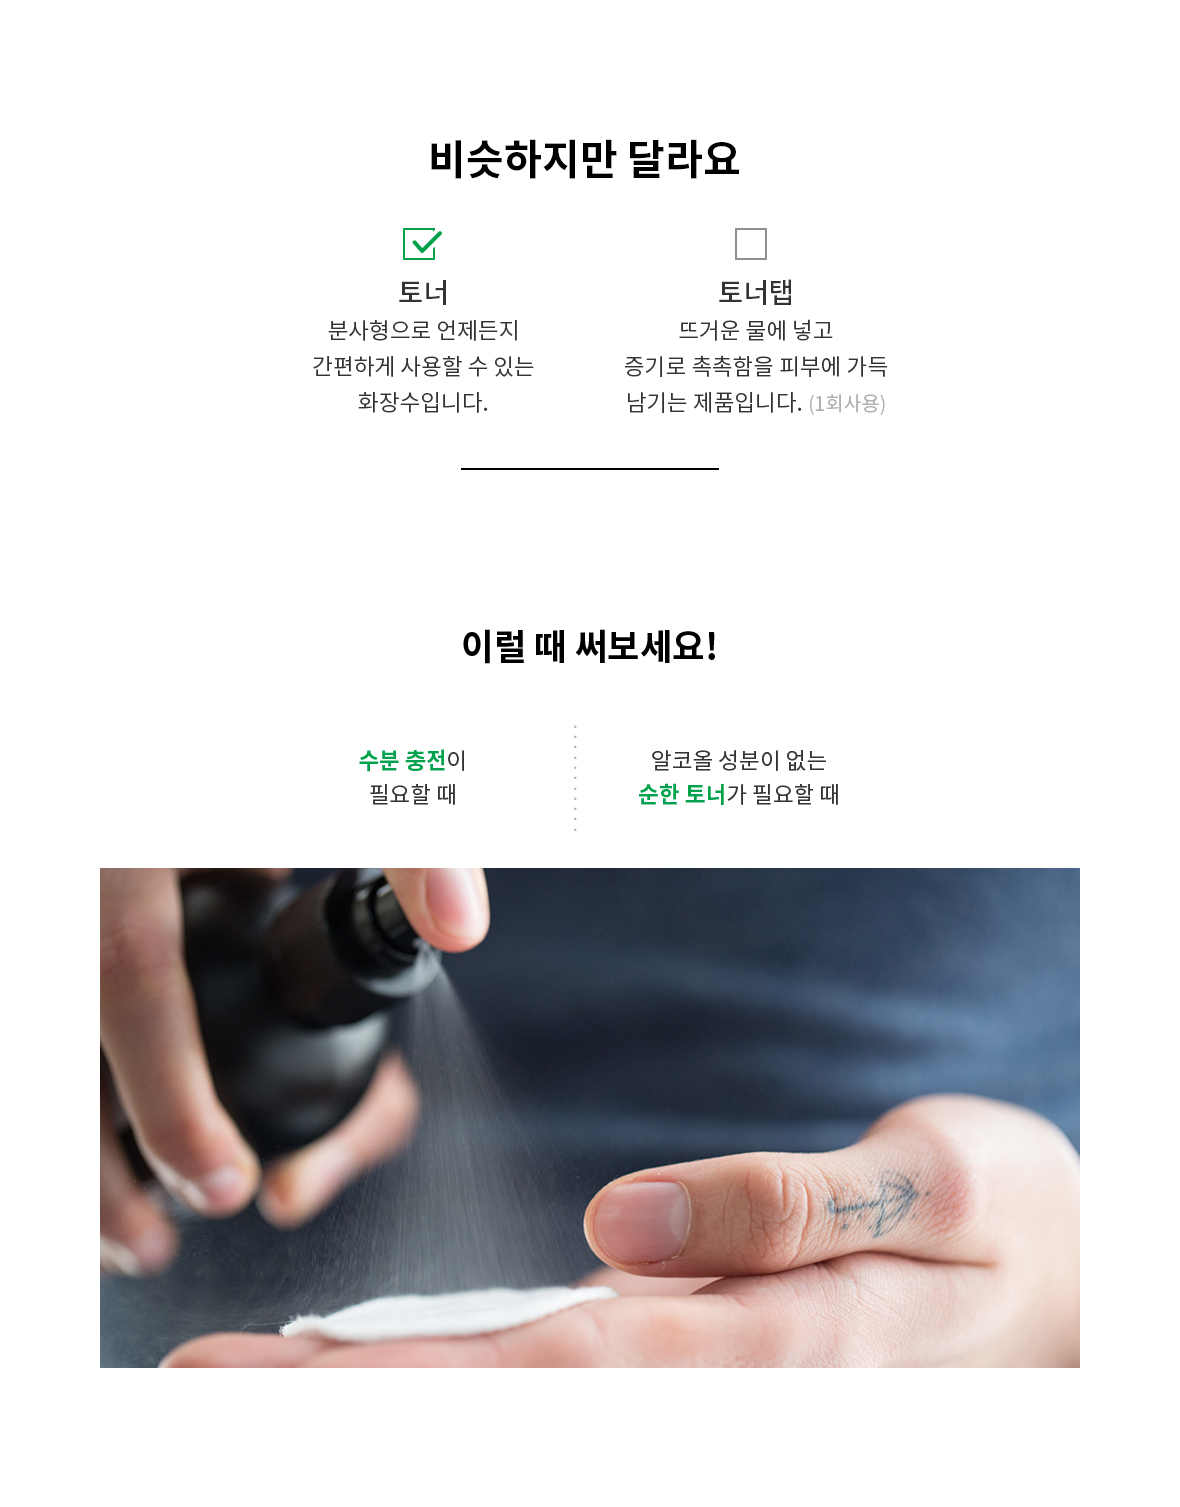 비슷하지만 달라요
토너
분사형으로 언제든지
간편하게 사용할 수 있는
화장수입니다.
토너탭
뜨거운 물에 넣고
증기로 촉촉함을 피부에 가득
남기는 제품입니다. (1회사용)
이럴 때 써보세요!
수분 충전이
필요할 때
알코올 성분이 없는
순한 토너가 필요할 때